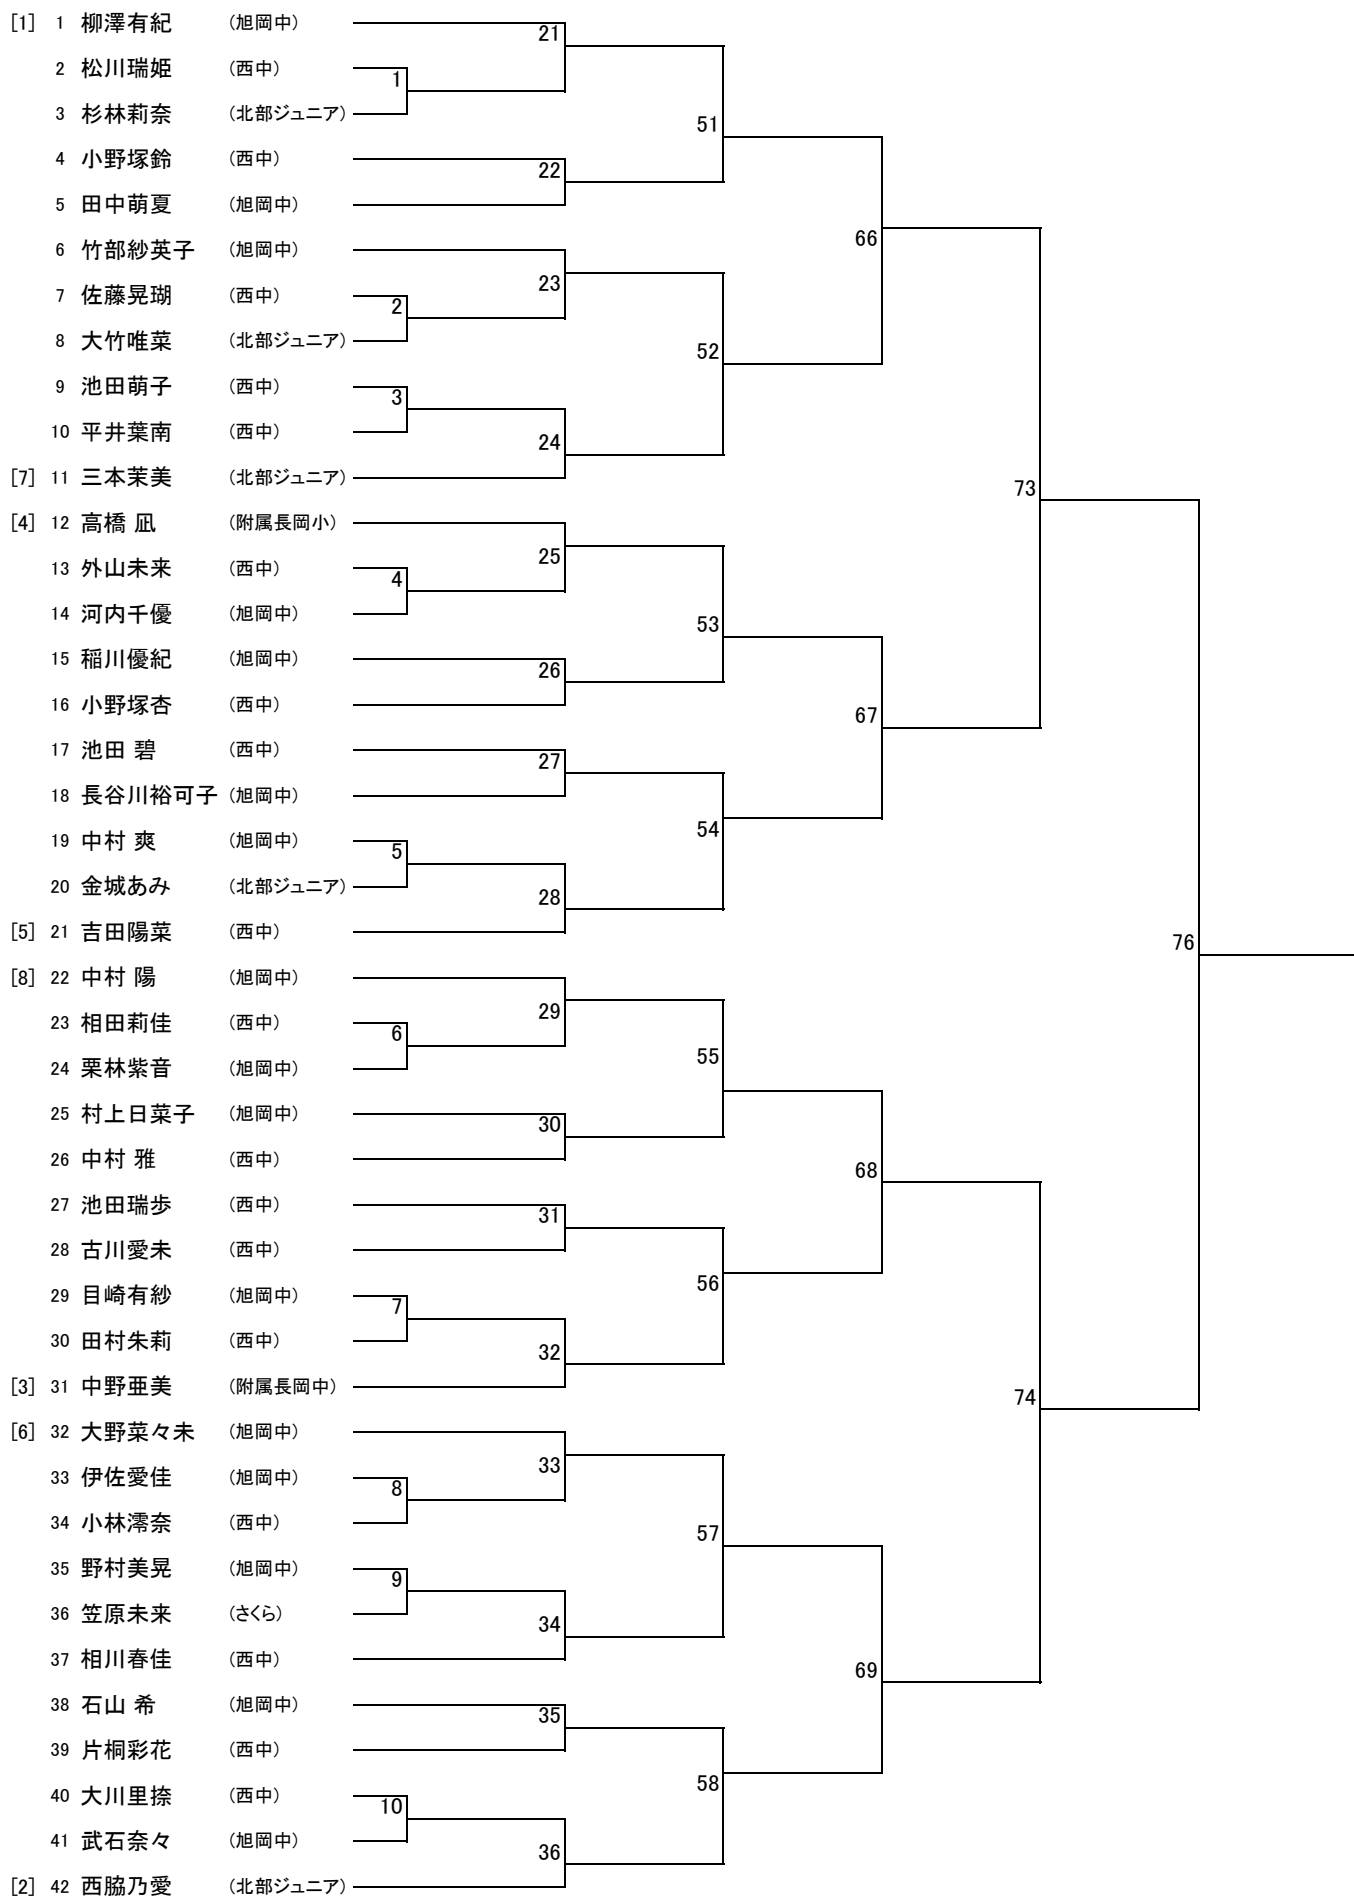 [1] 1 柳澤有紀 (旭岡中)
21
2 松川瑞姫 (西中)
1
3 杉林莉奈 (北部ジュニア)
51
4 小野塚鈴 (西中)
22
5 田中萌夏 (旭岡中)
66
6 竹部紗英子 (旭岡中)
23
7 佐藤晃瑚 (西中)
2
8 大竹唯菜 (北部ジュニア)
52
9 池田萌子 (西中)
3
10 平井葉南 (西中)
24
[7] 11 三本茉美 (北部ジュニア)
73
[4] 12 高橋 凪 (附属長岡小)
25
13 外山未来 (西中)
4
14 河内千優 (旭岡中)
53
15 稲川優紀 (旭岡中)
26
16 小野塚杏 (西中)
67
17 池田 碧 (西中)
27
18 長谷川裕可子 (旭岡中)
54
19 中村 爽 (旭岡中)
5
20 金城あみ (北部ジュニア)
28
[5] 21 吉田陽菜 (西中)
76
[8] 22 中村 陽 (旭岡中)
29
23 相田莉佳 (西中)
6
24 栗林紫音 (旭岡中)
55
25 村上日菜子 (旭岡中)
30
26 中村 雅 (西中)
68
27 池田瑞歩 (西中)
31
28 古川愛未 (西中)
56
29 目崎有紗 (旭岡中)
7
30 田村朱莉 (西中)
32
[3] 31 中野亜美 (附属長岡中)
74
[6] 32 大野菜々未 (旭岡中)
33
33 伊佐愛佳 (旭岡中)
8
34 小林澪奈 (西中)
57
35 野村美晃 (旭岡中)
9
36 笠原未来 (さくら)
34
37 相川春佳 (西中)
69
38 石山 希 (旭岡中)
35
39 片桐彩花 (西中)
58
40 大川里捺 (西中)
10
41 武石奈々 (旭岡中)
36
[2] 42 西脇乃愛 (北部ジュニア)